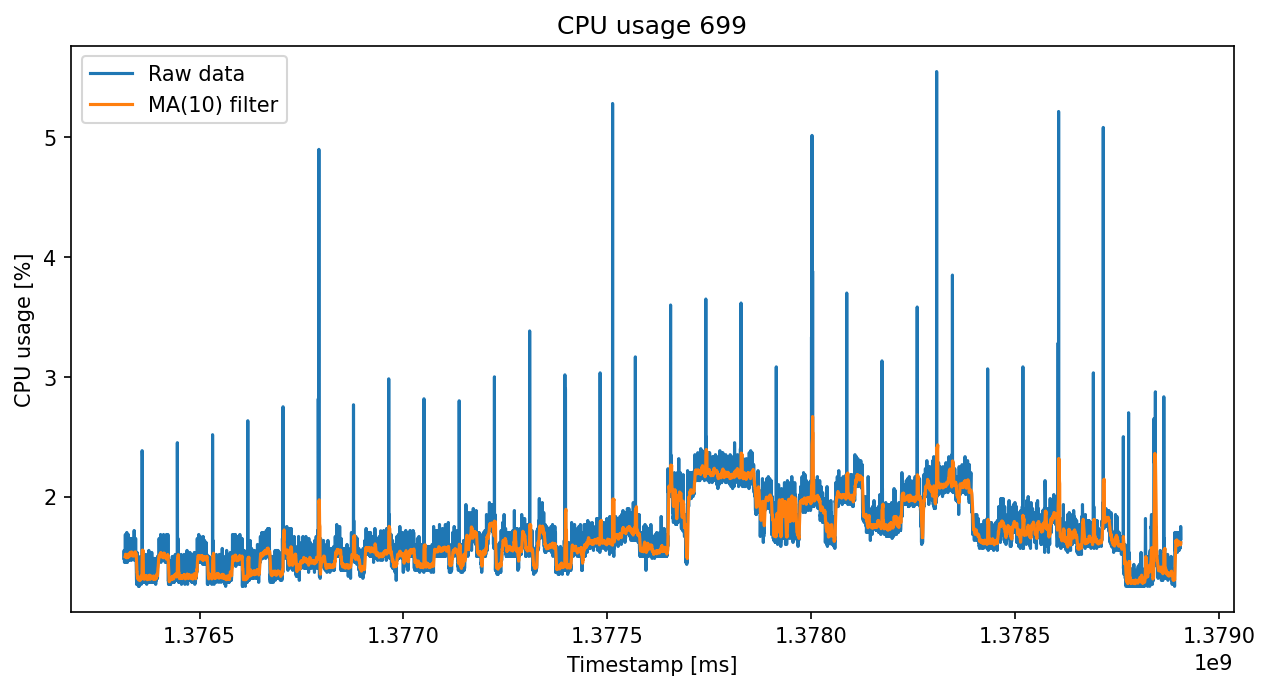 CPU usage 699
Raw data
MA(10) filter
CPU usage [%]
5
4
3
2
1.3765 1.3770 1.3775 1.3780 1.3785 1.3790
1e9
Timestamp [ms]